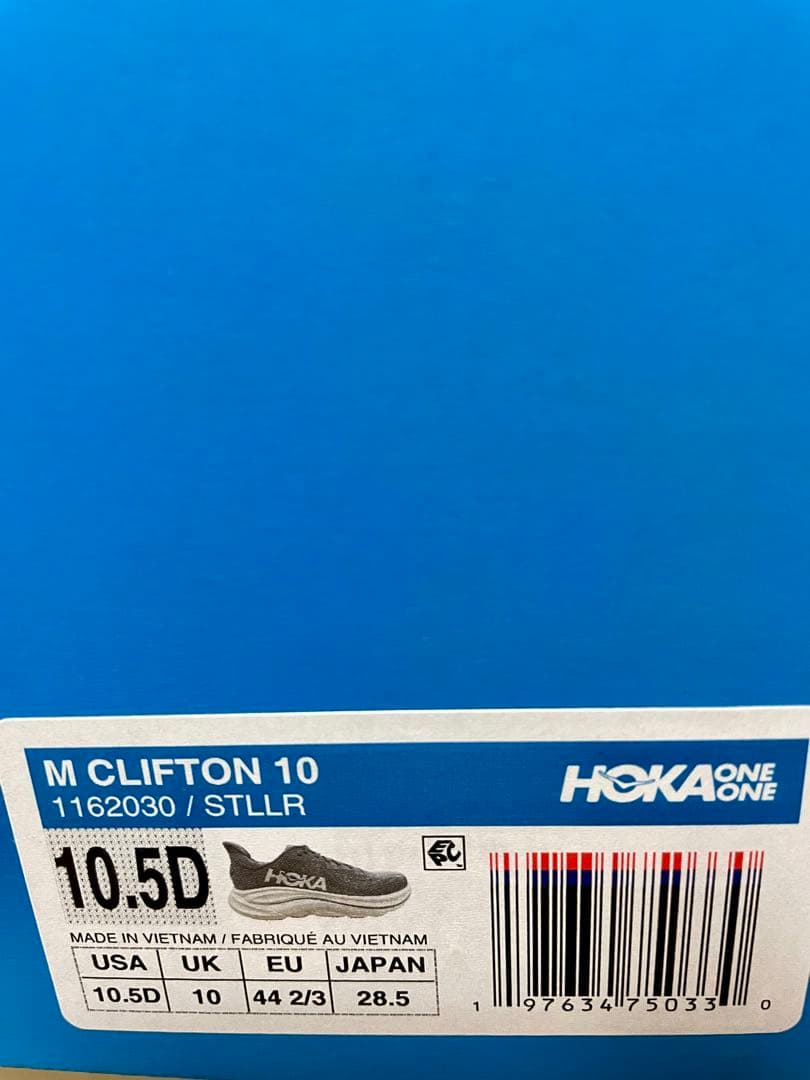 M CLIFTON 10
1162030 / STLLR
HOKA ONE ONE
10.5D
HOKA
MADE IN VIETNAM / FABRIQUÉ AU VIETNAM
USA UK EU JAPAN
10.5D 10 44 2/3 28.5
1 97634 75033 0